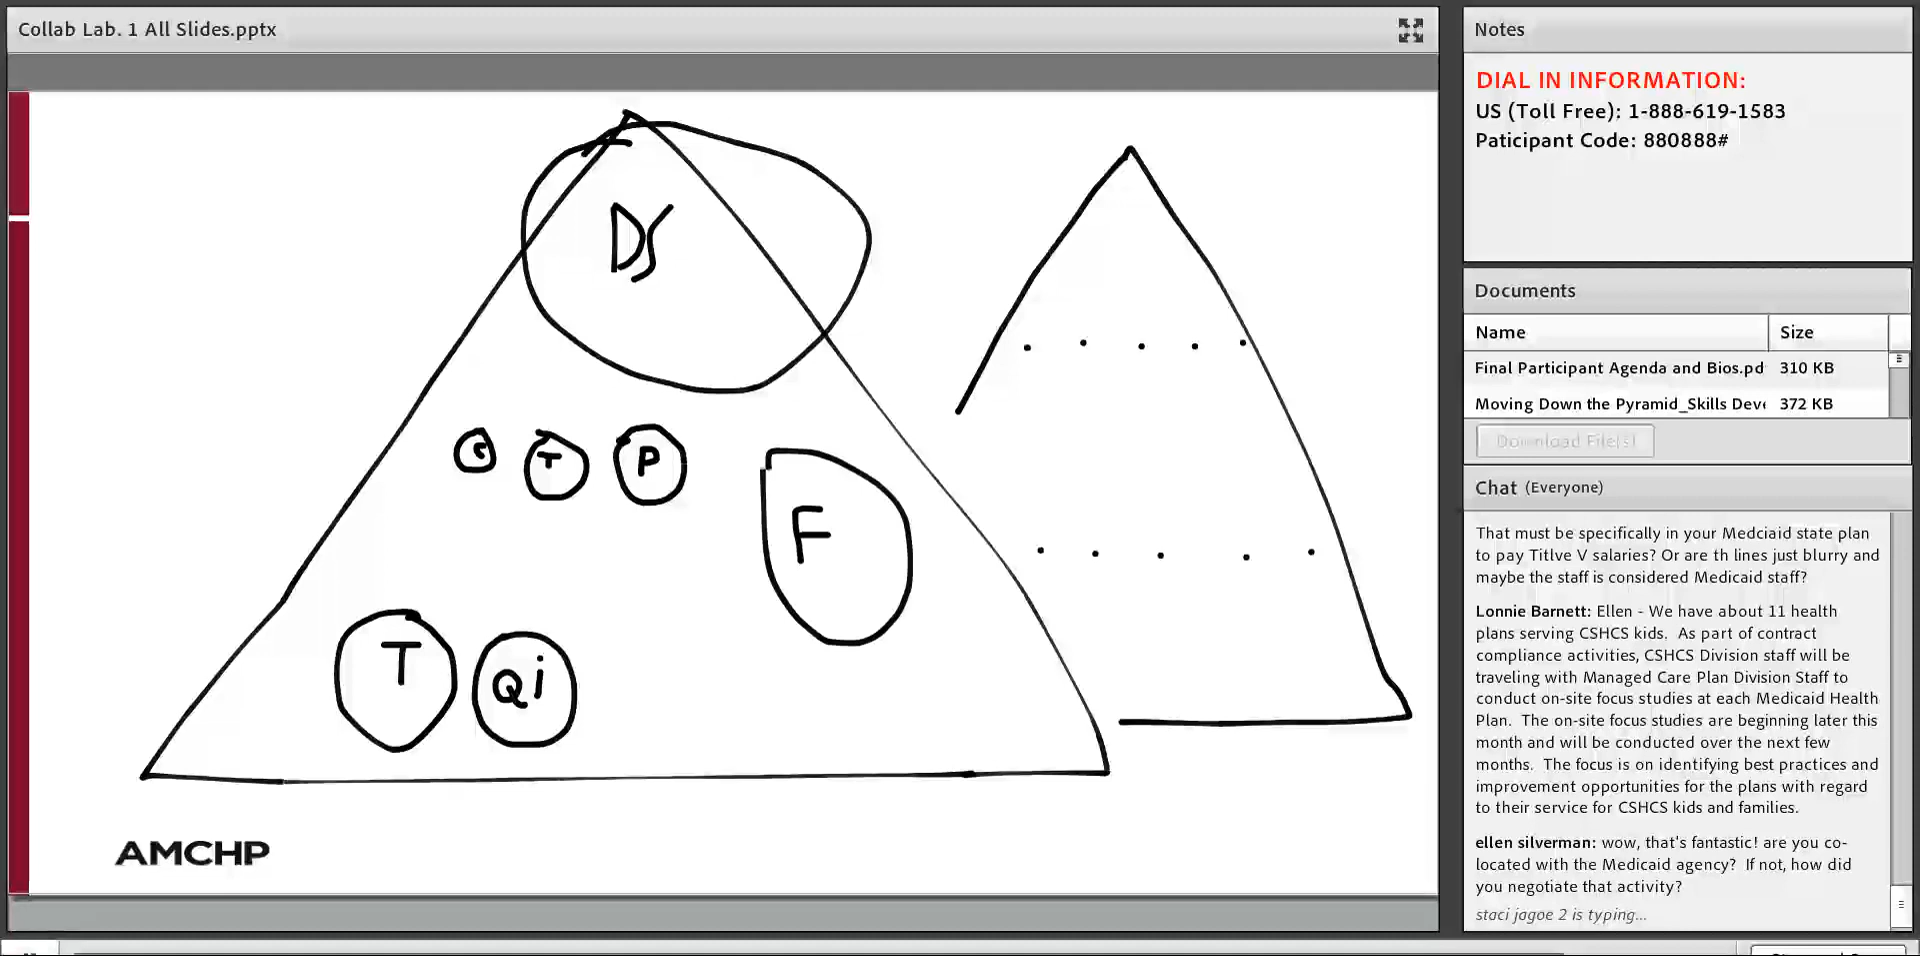 Collab Lab. 1 All Slides.pptx
DS
T
P
F
T
Qi
AMCHP
Notes
DIAL IN INFORMATION:
US (Toll Free): 1-888-619-1583
Paticipant Code: 880888#
Documents
Name Size
Final Participant Agenda and Bios.pd 310 KB
Moving Down the Pyramid_Skills Deve 372 KB
Download File(s)
Chat (Everyone)
That must be specifically in your Medciaid state plan
to pay Titlve V salaries? Or are th lines just blurry and
maybe the staff is considered Medicaid staff?
Lonnie Barnett: Ellen - We have about 11 health
plans serving CSHCS kids. As part of contract
compliance activities, CSHCS Division staff will be
traveling with Managed Care Plan Division Staff to
conduct on-site focus studies at each Medicaid Health
Plan. The on-site focus studies are beginning later this
month and will be conducted over the next few
months. The focus is on identifying best practices and
improvement opportunities for the plans with regard
to their service for CSHCS kids and families.
ellen silverman: wow, that's fantastic! are you co-
located with the Medicaid agency? If not, how did
you negotiate that activity?
staci jagoe 2 is typing...